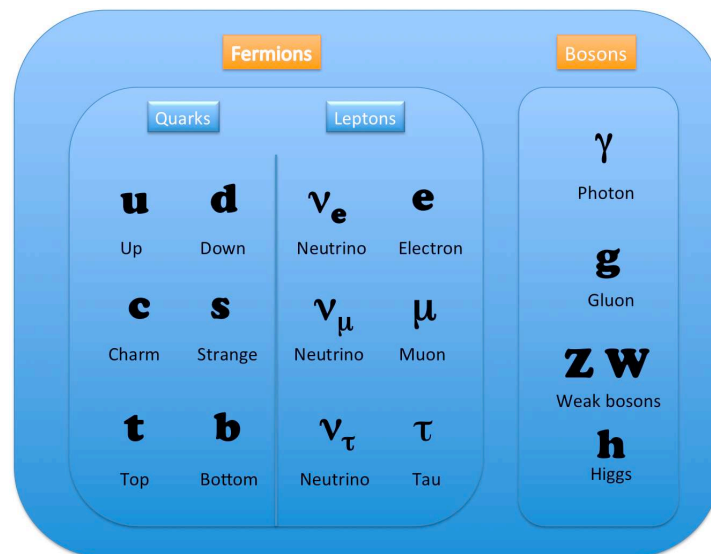 Fermions
Bosons
Quarks
Leptons
u d
Up Down
c s
Charm Strange
t b
Top Bottom
νe e
Neutrino Electron
νμ μ
Neutrino Muon
ντ τ
Neutrino Tau
γ
Photon
g
Gluon
Z W
Weak bosons
h
Higgs